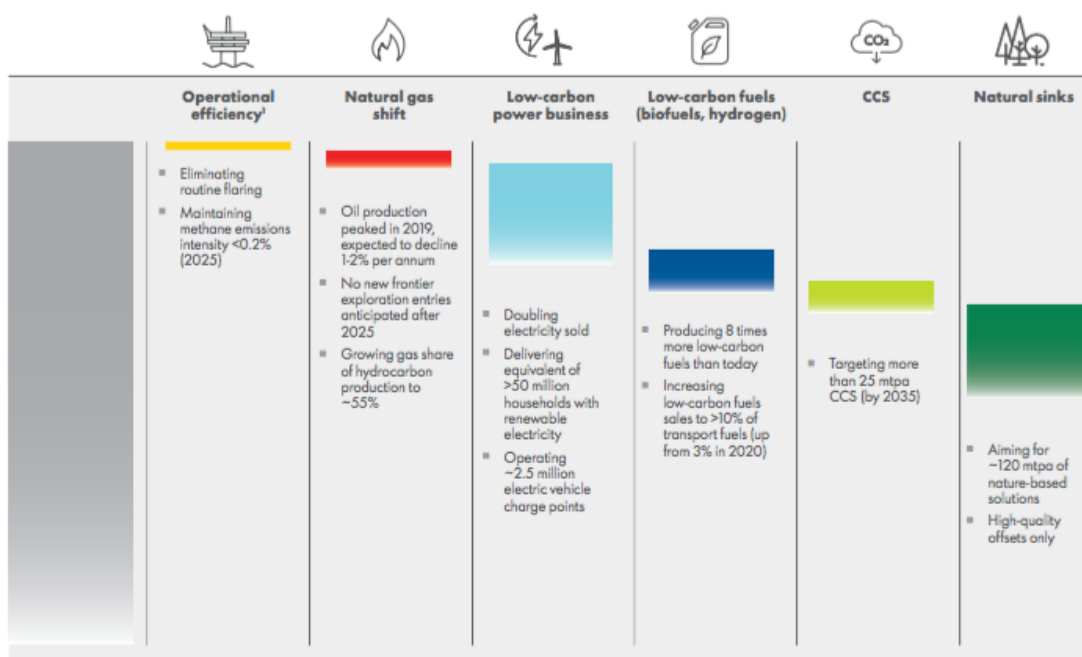 CO₂
Operational
efficiency¹
Natural gas
shift
Low-carbon
power business
Low-carbon fuels
(biofuels, hydrogen)
CCS
Natural sinks
Eliminating
routine flaring
Maintaining
methane emissions
intensity <0.2%
(2025)
Oil production
peaked in 2019,
expected to decline
1-2% per annum
No new frontier
exploration entries
anticipated after
2025
Growing gas share
of hydrocarbon
production to
~55%
Doubling
electricity sold
Delivering
equivalent of
>50 million
households with
renewable
electricity
Operating
~2.5 million
electric vehicle
charge points
Producing 8 times
more low-carbon
fuels than today
Increasing
low-carbon fuels
sales to >10% of
transport fuels (up
from 3% in 2020)
Targeting more
than 25 mtpa
CCS (by 2035)
Aiming for
~120 mtpa of
nature-based
solutions
High-quality
offsets only